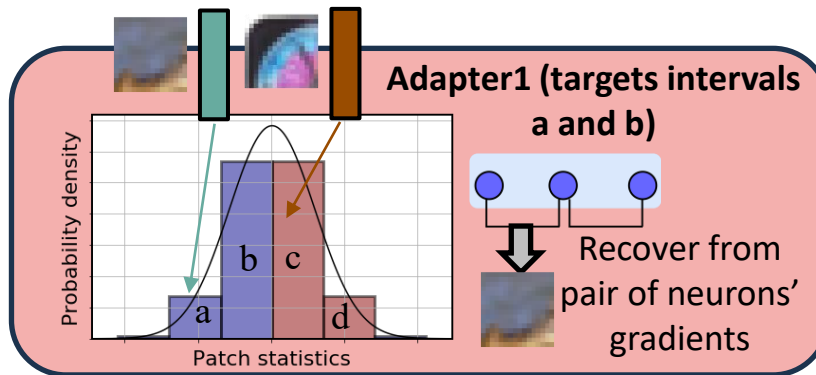 Adapter1 (targets intervals
a and b)
Probability density
a
b
c
d
Patch statistics
Recover from
pair of neurons’
gradients